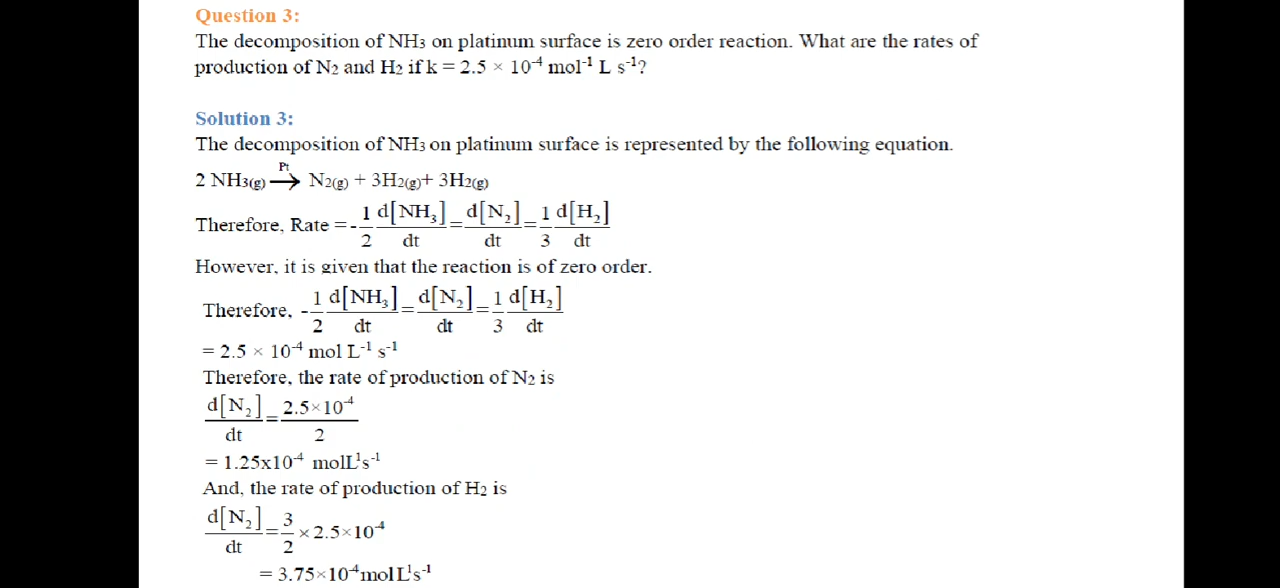 Question 3:
The decomposition of NH₃ on platinum surface is zero order reaction. What are the rates of
production of N₂ and H₂ if k = 2.5 × 10⁻⁴ mol⁻¹ L s⁻¹?
Solution 3:
The decomposition of NH₃ on platinum surface is represented by the following equation.
2 NH₃(g) →(Pt) N₂(g) + 3H₂(g)+ 3H₂(g)
Therefore, Rate = -1/2 d[NH₃]/dt = d[N₂]/dt = 1/3 d[H₂]/dt
However, it is given that the reaction is of zero order.
Therefore, -1/2 d[NH₃]/dt = d[N₂]/dt = 1/3 d[H₂]/dt
= 2.5 × 10⁻⁴ mol L⁻¹ s⁻¹
Therefore, the rate of production of N₂ is
d[N₂]/dt = 2.5×10⁻⁴/2
= 1.25x10⁻⁴ molL¹s⁻¹
And, the rate of production of H₂ is
d[N₂]/dt = 3/2 × 2.5×10⁻⁴
= 3.75×10⁻⁴molL¹s⁻¹